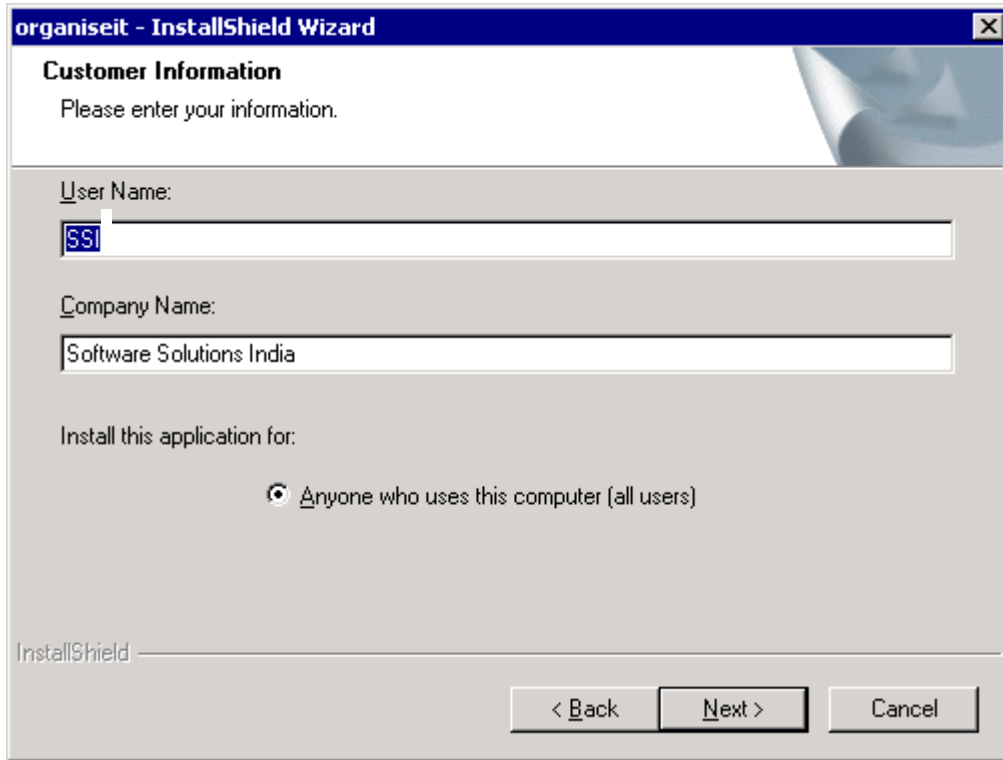 organiseit - InstallShield Wizard
Customer Information
Please enter your information.
User Name:
SSI
Company Name:
Software Solutions India
Install this application for:
Anyone who uses this computer (all users)
InstallShield
< Back Next > Cancel